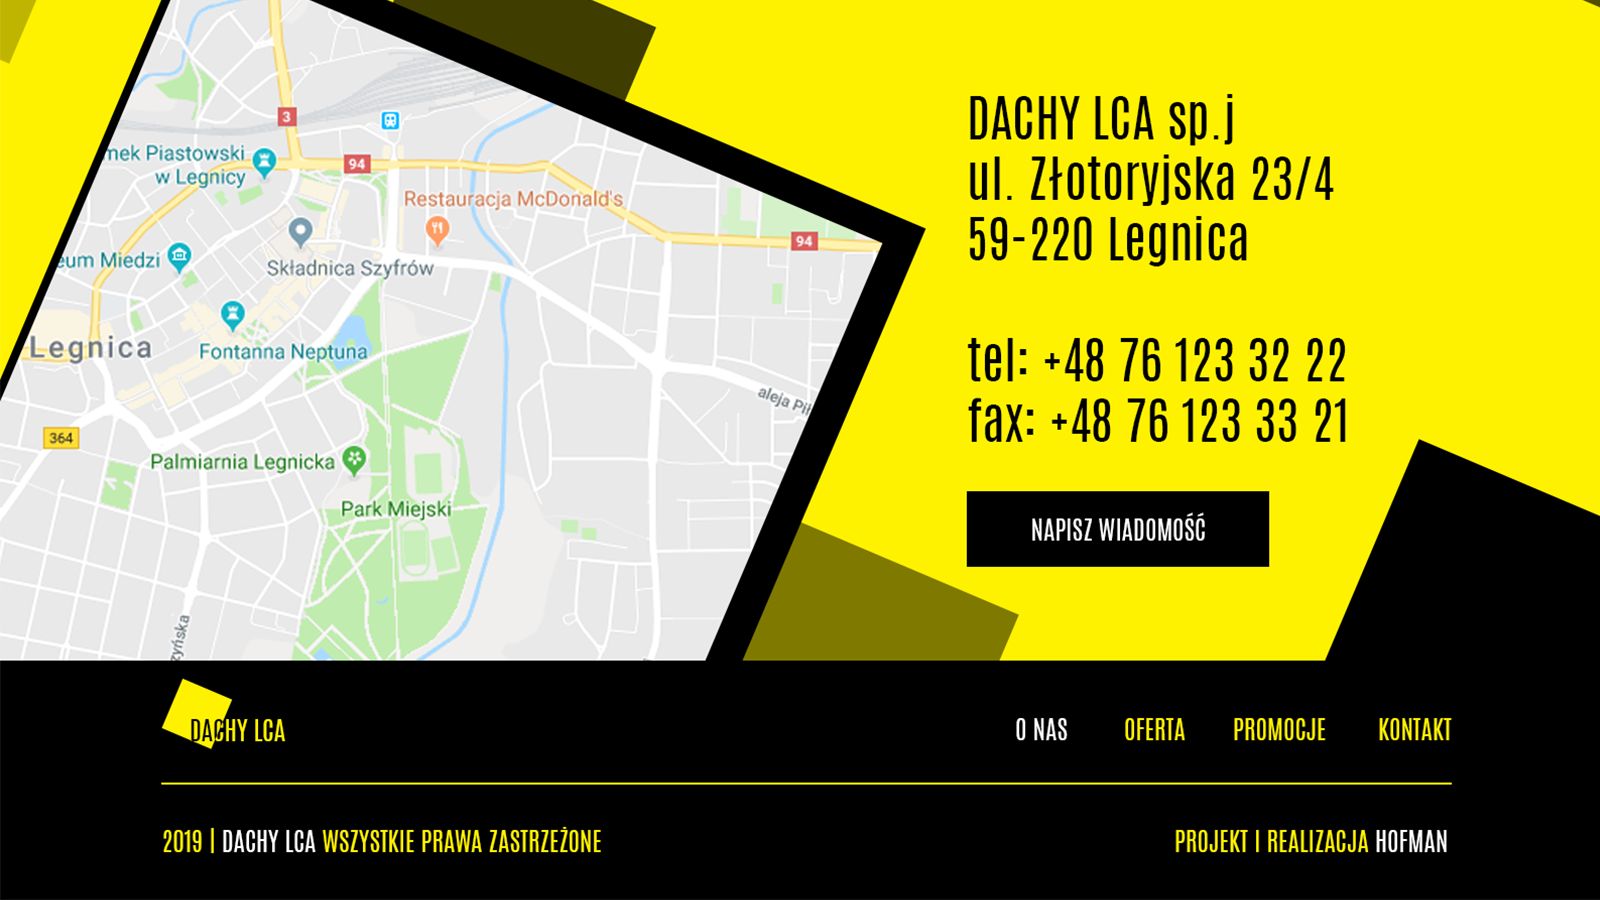 3
94
mek Piastowski
w Legnicy
Restauracja McDonald's
94
eum Miedzi
Składnica Szyfrów
Fontanna Neptuna
Legnica
aleja Pił
364
Palmiarnia Legnicka
Park Miejski
zyńska
DACHY LCA sp.j
ul. Złotoryjska 23/4
59-220 Legnica
tel: +48 76 123 32 22
fax: +48 76 123 33 21
NAPISZ WIADOMOŚĆ
DACHY LCA
O NAS OFERTA PROMOCJE KONTAKT
2019 | DACHY LCA WSZYSTKIE PRAWA ZASTRZEŻONE
PROJEKT I REALIZACJA HOFMAN